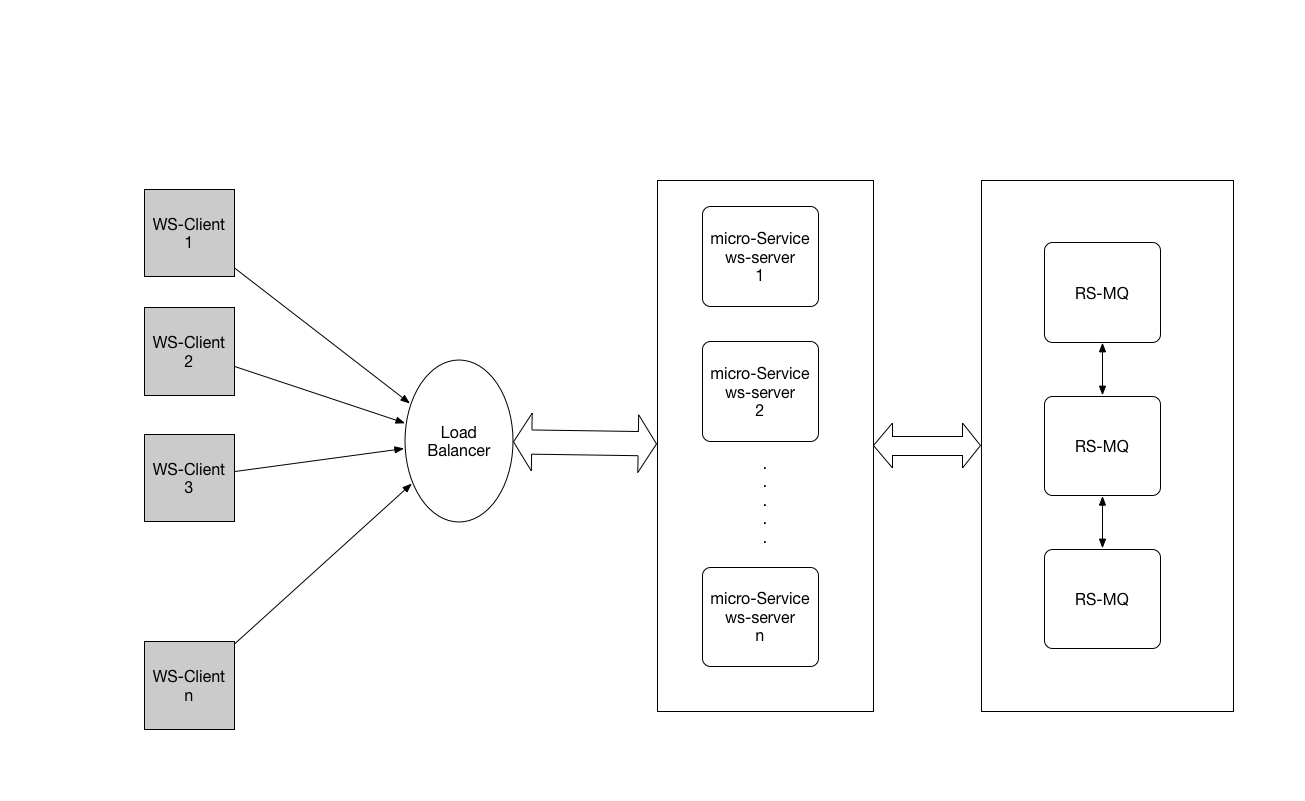 WS-Client
1
WS-Client
2
WS-Client
3
WS-Client
n
Load
Balancer
micro-Service
ws-server
1
micro-Service
ws-server
2
.
.
.
.
.
micro-Service
ws-server
n
RS-MQ
RS-MQ
RS-MQ